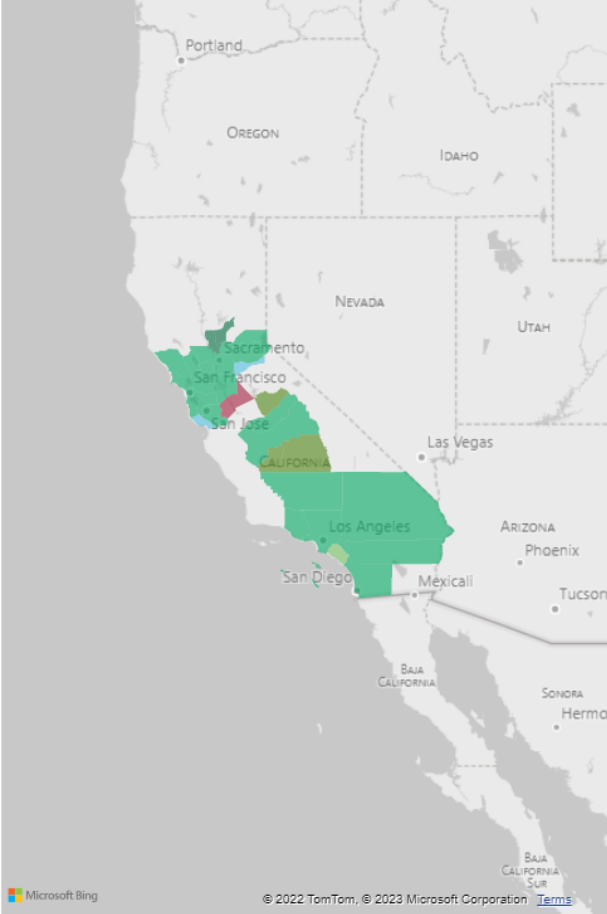 Portland
OREGON
IDAHO
NEVADA
UTAH
Sacramento
San Francisco
San Jose
Las Vegas
CALIFORNIA
Los Angeles
ARIZONA
Phoenix
San Diego
Mexicali
Tucson
BAJA
CALIFORNIA
SONORA
Hermo
BAJA
CALIFORNIA
SUR
Microsoft Bing
© 2022 TomTom, © 2023 Microsoft Corporation Terms